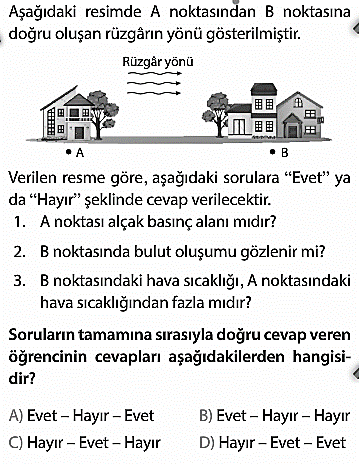 Aşağıdaki resimde A noktasından B noktasına
doğru oluşan rüzgârın yönü gösterilmiştir.
Rüzgâr yönü
• A
• B
Verilen resme göre, aşağıdaki sorulara “Evet” ya
da “Hayır” şeklinde cevap verilecektir.
1. A noktası alçak basınç alanı mıdır?
2. B noktasında bulut oluşumu gözlenir mi?
3. B noktasındaki hava sıcaklığı, A noktasındaki
hava sıcaklığından fazla mıdır?
Soruların tamamına sırasıyla doğru cevap veren
öğrencinin cevapları aşağıdakilerden hangisi-
dir?
A) Evet – Hayır – Evet B) Evet – Hayır – Hayır
C) Hayır – Evet – Hayır D) Hayır – Evet – Evet